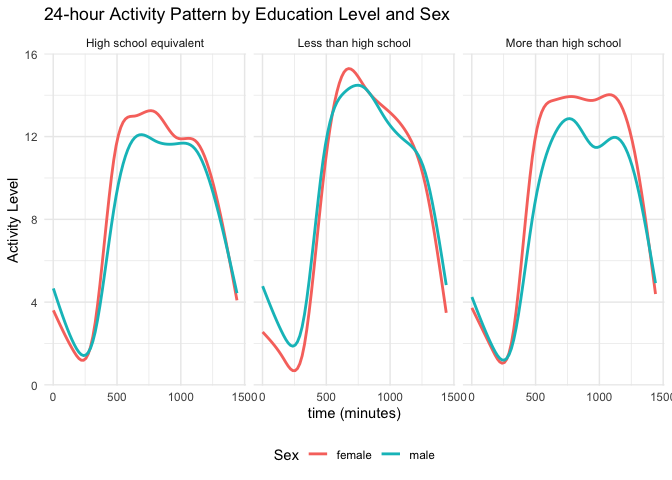 24-hour Activity Pattern by Education Level and Sex
High school equivalent
Less than high school
More than high school
Activity Level
16
12
8
4
0
0 500 1000 1500
0 500 1000 1500
0 500 1000 1500
time (minutes)
Sex female male